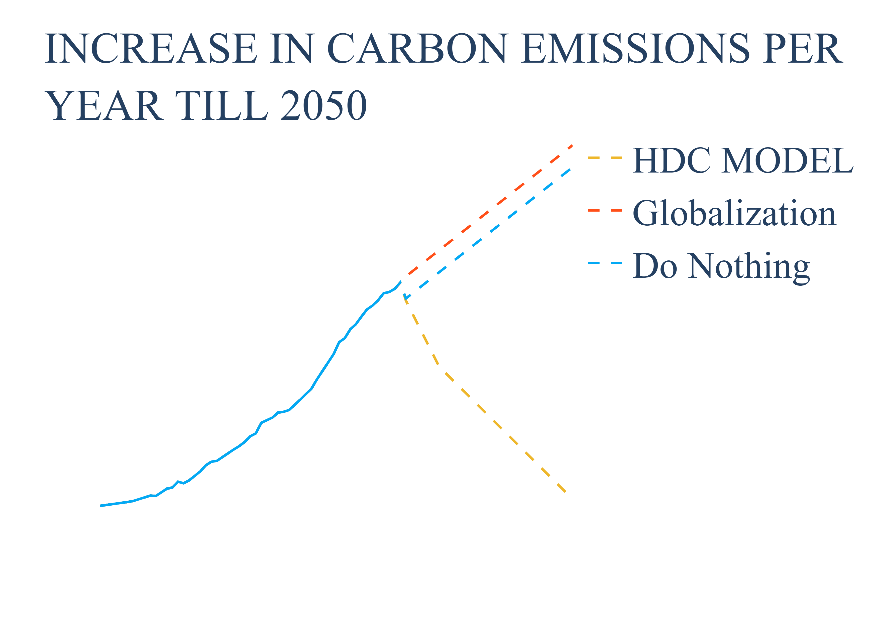 INCREASE IN CARBON EMISSIONS PER
YEAR TILL 2050
HDC MODEL
Globalization
Do Nothing